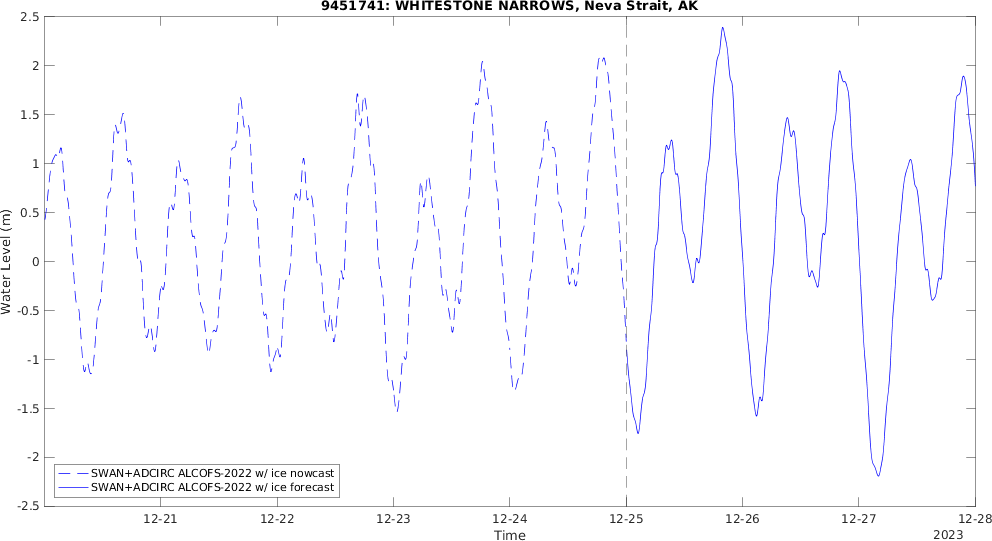 9451741: WHITESTONE NARROWS, Neva Strait, AK
2.5
2
1.5
1
0.5
0
-0.5
-1
-1.5
-2
-2.5
Water Level (m)
SWAN+ADCIRC ALCOFS-2022 w/ ice nowcast
SWAN+ADCIRC ALCOFS-2022 w/ ice forecast
12-21 12-22 12-23 12-24 12-25 12-26 12-27 12-28
Time
2023